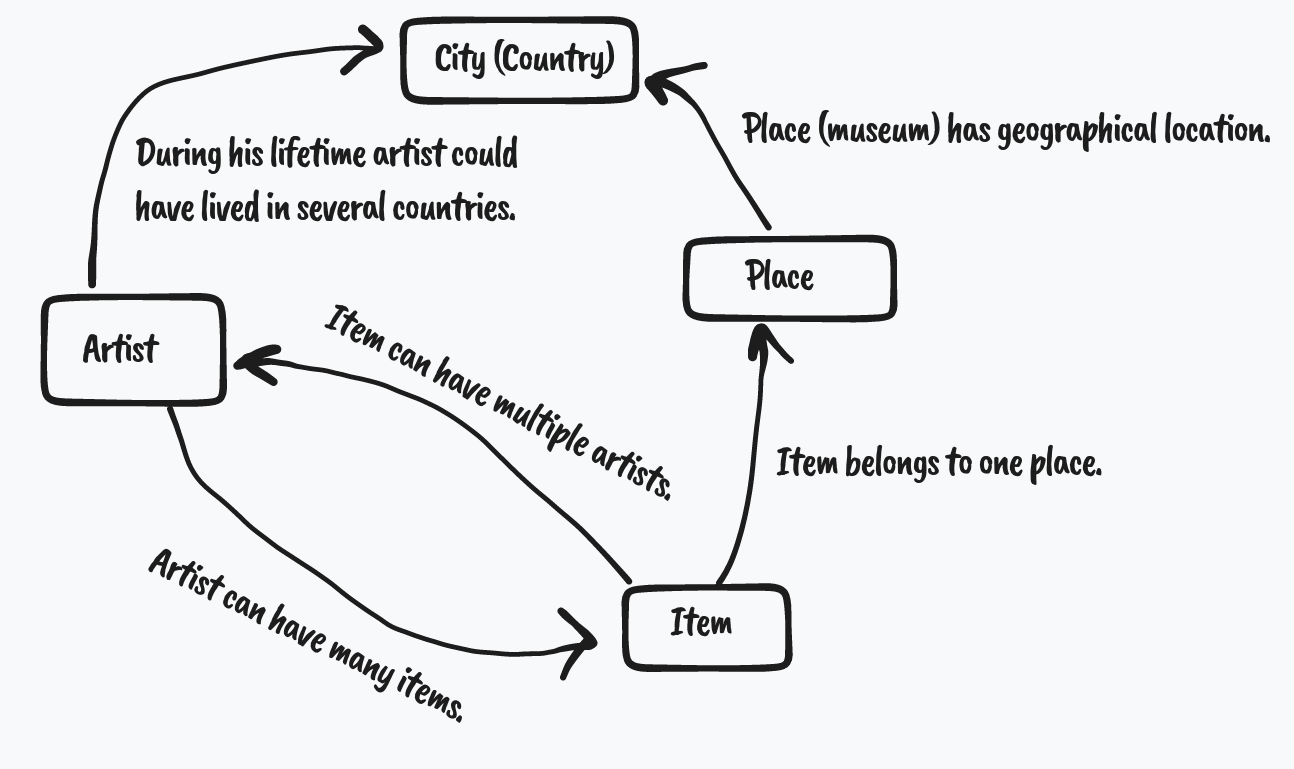 City (Country)
Place (museum) has geographical location.
During his lifetime artist could
have lived in several countries.
Place
Artist
Item can have multiple artists.
Item belongs to one place.
Artist can have many items.
Item